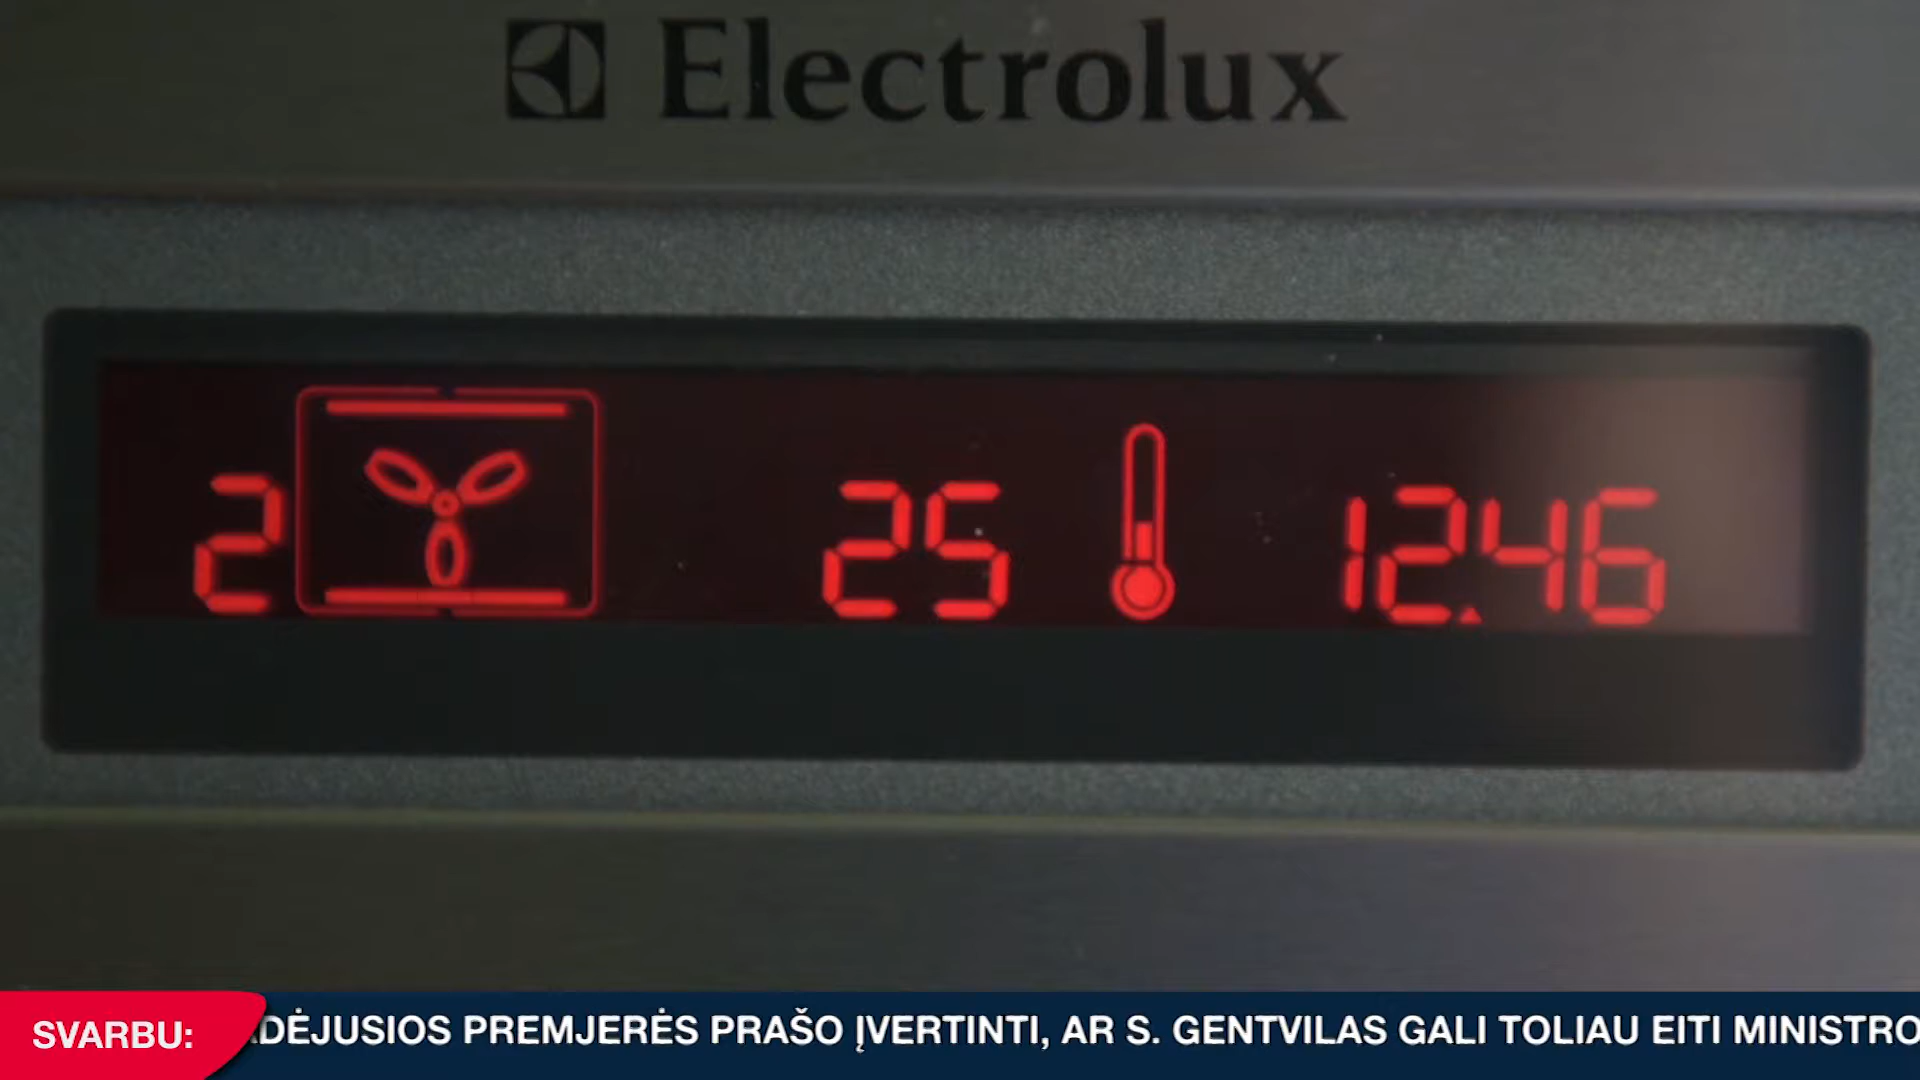 Electrolux
2 25 12.46
SVARBU: DĖJUSIOS PREMJERĖS PRAŠO ĮVERTINTI, AR S. GENTVILAS GALI TOLIAU EITI MINISTRO